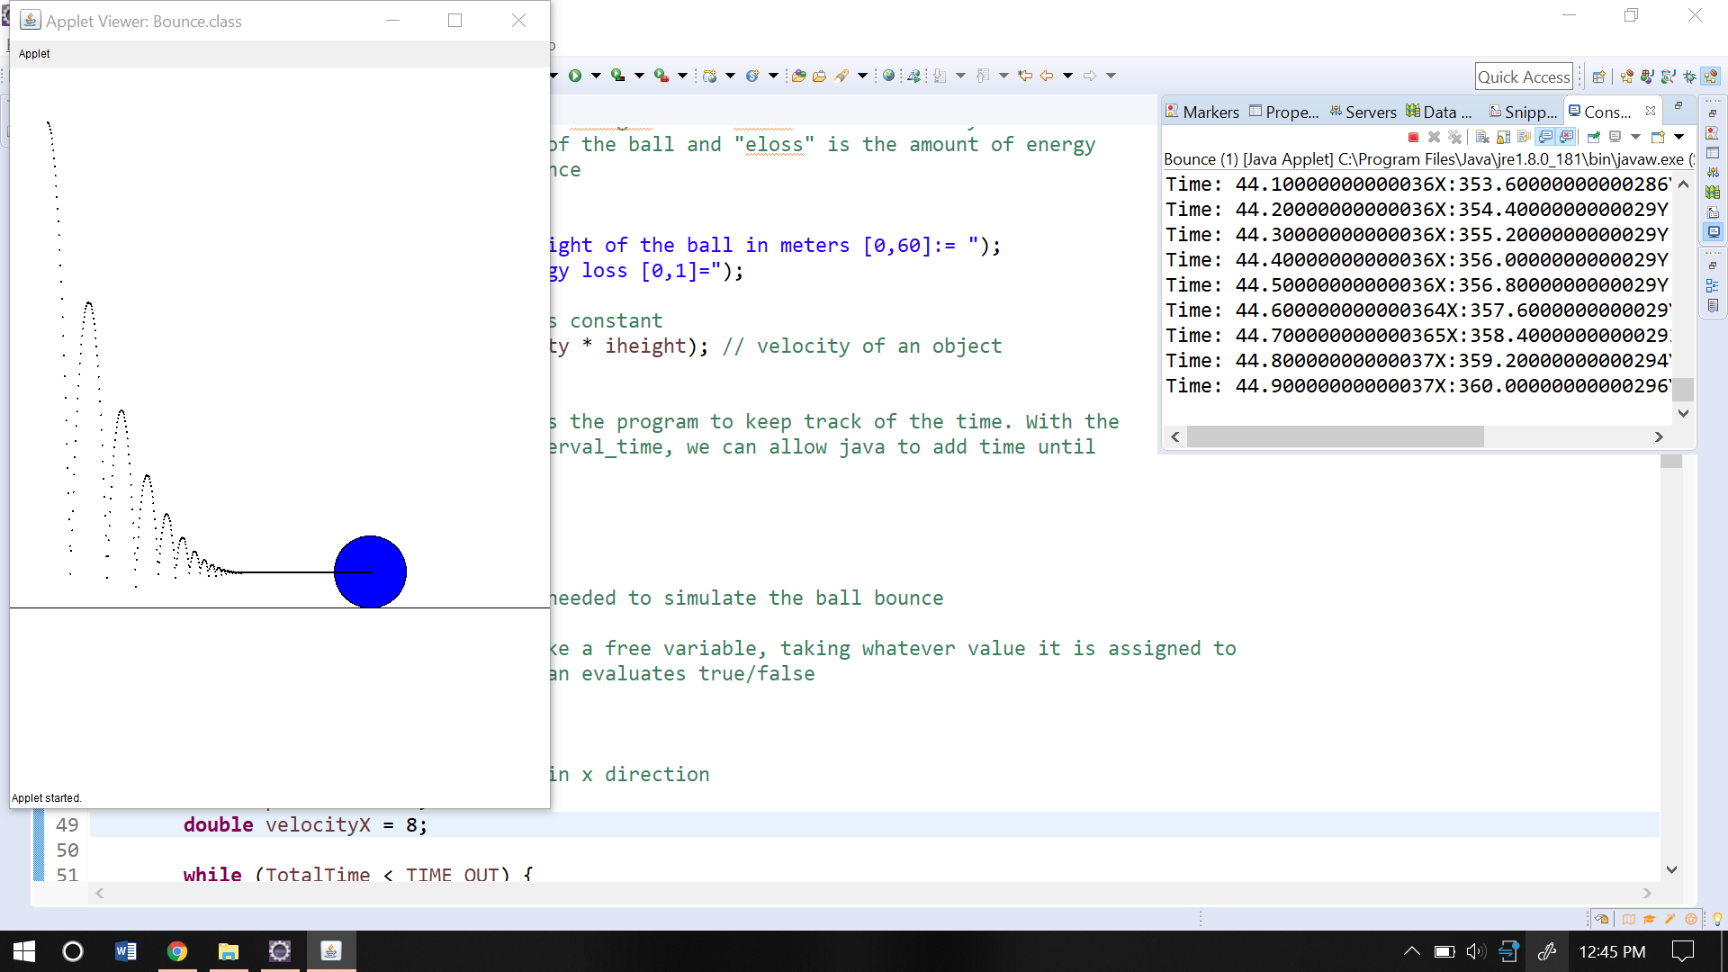 Applet Viewer: Bounce.class
Applet
Quick Access
Markers Prope... Servers Data ... Snipp... Cons...
Bounce (1) [Java Applet] C:\Program Files\Java\jre1.8.0_181\bin\javaw.exe (
Time: 44.10000000000036X:353.60000000000286Y
Time: 44.20000000000036X:354.4000000000029Y
Time: 44.30000000000036X:355.2000000000029Y
Time: 44.40000000000036X:356.0000000000029Y
Time: 44.50000000000036X:356.8000000000029Y
Time: 44.600000000000364X:357.6000000000029Y
Time: 44.700000000000365X:358.4000000000029
Time: 44.80000000000037X:359.20000000000294Y
Time: 44.90000000000037X:360.00000000000296Y
of the ball and "eloss" is the amount of energy
nce
ight of the ball in meters [0,60]:= ");
gy loss [0,1]=");
s constant
ty * iheight); // velocity of an object
s the program to keep track of the time. With the
erval_time, we can allow java to add time until
needed to simulate the ball bounce
ke a free variable, taking whatever value it is assigned to
an evaluates true/false
in x direction
Applet started.
49 double velocityX = 8;
50
51 while (TotalTime < TIME_OUT) {
12:45 PM